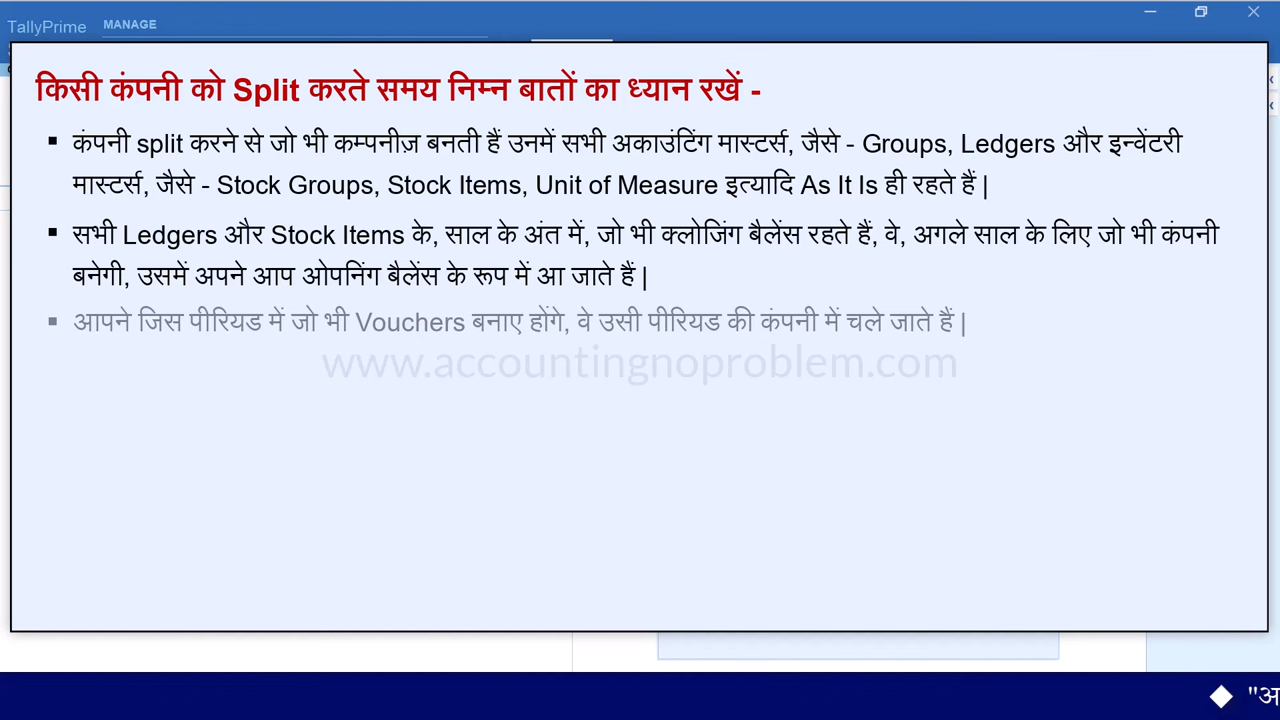 TallyPrime
MANAGE
किसी कंपनी को Split करते समय निम्न बातों का ध्यान रखें -
▪ कंपनी split करने से जो भी कम्पनीज़ बनती हैं उनमें सभी अकाउंटिंग मास्टर्स, जैसे - Groups, Ledgers और इन्वेंटरी
मास्टर्स, जैसे - Stock Groups, Stock Items, Unit of Measure इत्यादि As It Is ही रहते हैं |
▪ सभी Ledgers और Stock Items के, साल के अंत में, जो भी क्लोजिंग बैलेंस रहते हैं, वे, अगले साल के लिए जो भी कंपनी
बनेगी, उसमें अपने आप ओपनिंग बैलेंस के रूप में आ जाते हैं |
▪ आपने जिस पीरियड में जो भी Vouchers बनाए होंगे, वे उसी पीरियड की कंपनी में चले जाते हैं |
www.accountingnoproblem.com